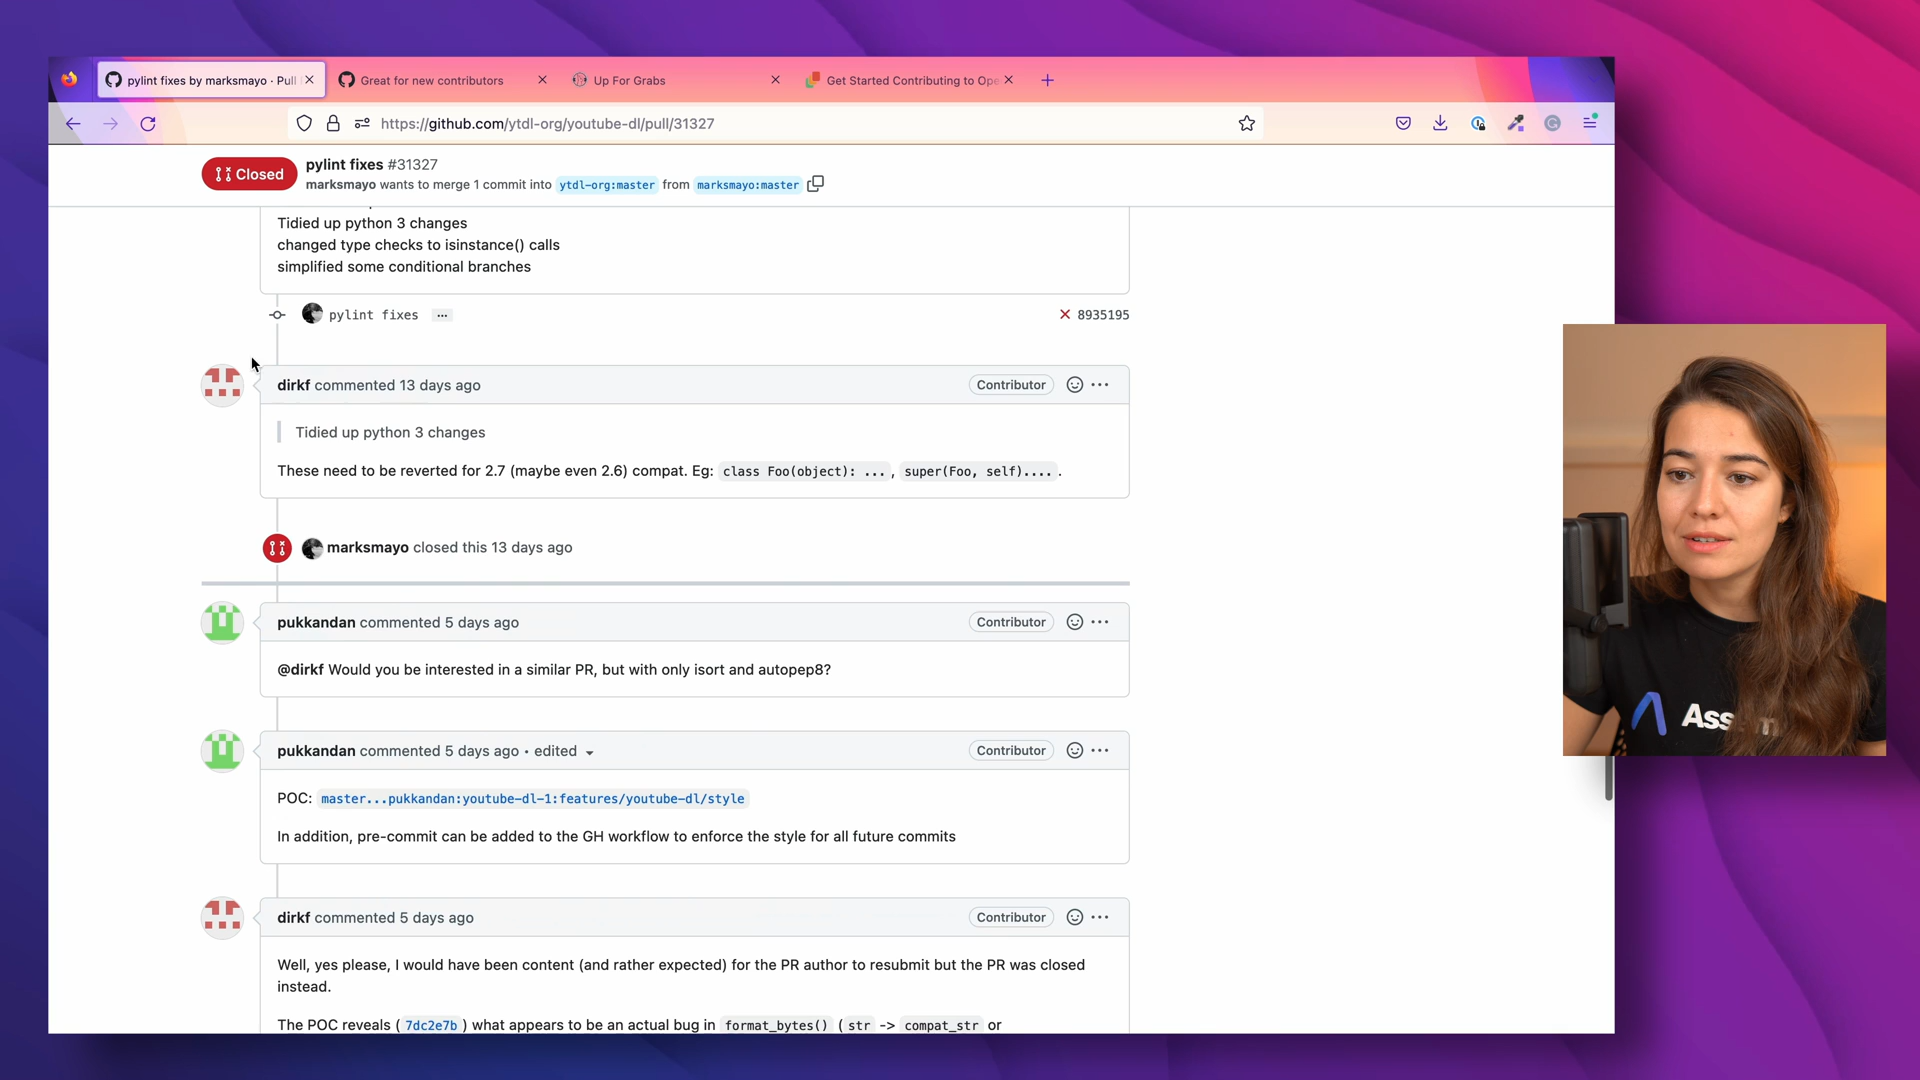 pylint fixes by marksmayo · Pull
Great for new contributors
Up For Grabs
Get Started Contributing to Ope
https://github.com/ytdl-org/youtube-dl/pull/31327
Closed
pylint fixes #31327
marksmayo wants to merge 1 commit into ytdl-org:master from marksmayo:master
Tidied up python 3 changes
changed type checks to isinstance() calls
simplified some conditional branches
pylint fixes ...
8935195
dirkf commented 13 days ago
Contributor
Tidied up python 3 changes
These need to be reverted for 2.7 (maybe even 2.6) compat. Eg: class Foo(object): ... , super(Foo, self).... .
marksmayo closed this 13 days ago
pukkandan commented 5 days ago
Contributor
@dirkf Would you be interested in a similar PR, but with only isort and autopep8?
pukkandan commented 5 days ago • edited
Contributor
POC: master...pukkandan:youtube-dl-1:features/youtube-dl/style
In addition, pre-commit can be added to the GH workflow to enforce the style for all future commits
dirkf commented 5 days ago
Contributor
Well, yes please, I would have been content (and rather expected) for the PR author to resubmit but the PR was closed
instead.
The POC reveals ( 7dc2e7b ) what appears to be an actual bug in format_bytes() ( str -> compat_str or